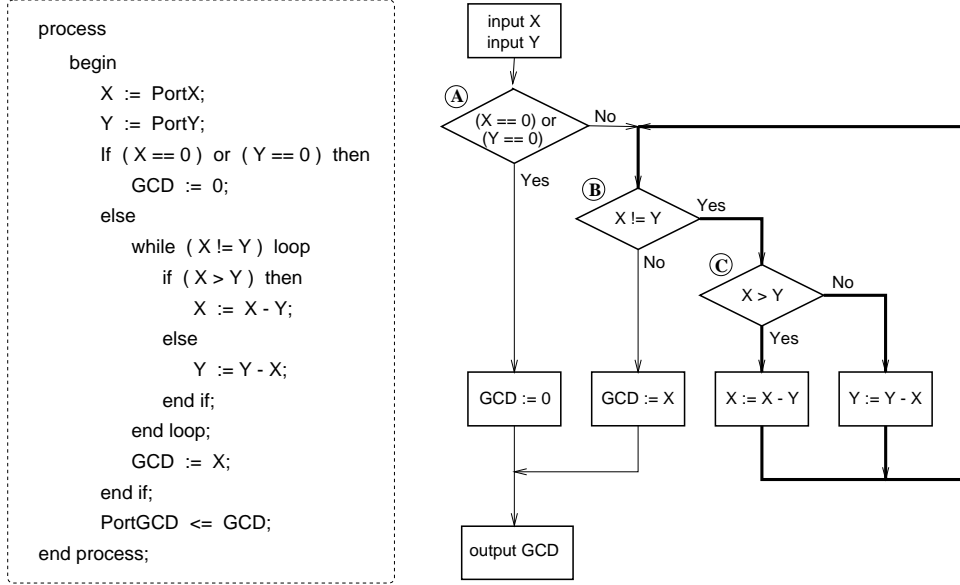 process
begin
X := PortX;
Y := PortY;
If ( X == 0 ) or ( Y == 0 ) then
GCD := 0;
else
while ( X != Y ) loop
if ( X > Y ) then
X := X - Y;
else
Y := Y - X;
end if;
end loop;
GCD := X;
end if;
PortGCD <= GCD;
end process;
input X
input Y
A
(X == 0) or
(Y == 0)
No
Yes
B
X != Y
Yes
No
C
X > Y
No
Yes
GCD := 0
GCD := X
X := X - Y
Y := Y - X
output GCD